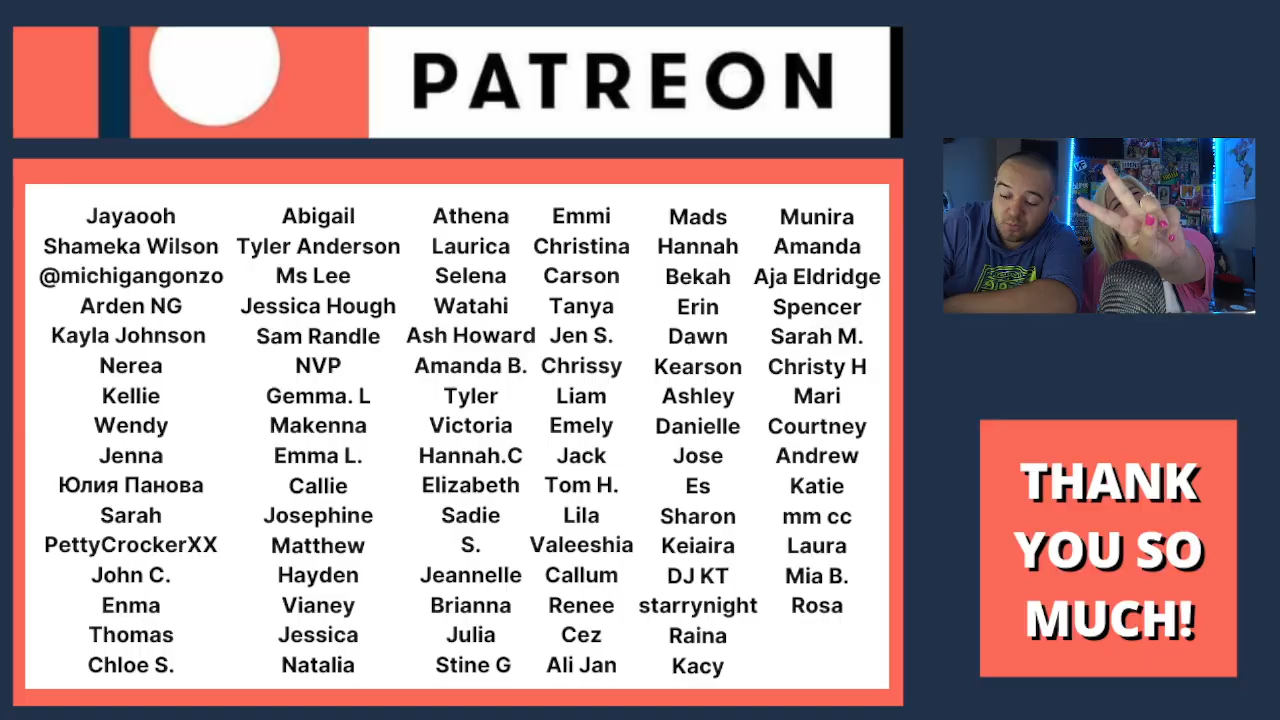 PATREON
Jayaooh
Shameka Wilson
@michigangonzo
Arden NG
Kayla Johnson
Nerea
Kellie
Wendy
Jenna
Юлия Панова
Sarah
PettyCrockerXX
John C.
Enma
Thomas
Chloe S.
Abigail
Tyler Anderson
Ms Lee
Jessica Hough
Sam Randle
NVP
Gemma. L
Makenna
Emma L.
Callie
Josephine
Matthew
Hayden
Vianey
Jessica
Natalia
Athena
Laurica
Selena
Watahi
Ash Howard
Amanda B.
Tyler
Victoria
Hannah.C
Elizabeth
Sadie
S.
Jeannelle
Brianna
Julia
Stine G
Emmi
Christina
Carson
Tanya
Jen S.
Chrissy
Liam
Emely
Jack
Tom H.
Lila
Valeeshia
Callum
Renee
Cez
Ali Jan
Mads
Hannah
Bekah
Erin
Dawn
Kearson
Ashley
Danielle
Jose
Es
Sharon
Keiaira
DJ KT
starrynight
Raina
Kacy
Munira
Amanda
Aja Eldridge
Spencer
Sarah M.
Christy H
Mari
Courtney
Andrew
Katie
mm cc
Laura
Mia B.
Rosa
THANK
YOU SO
MUCH!